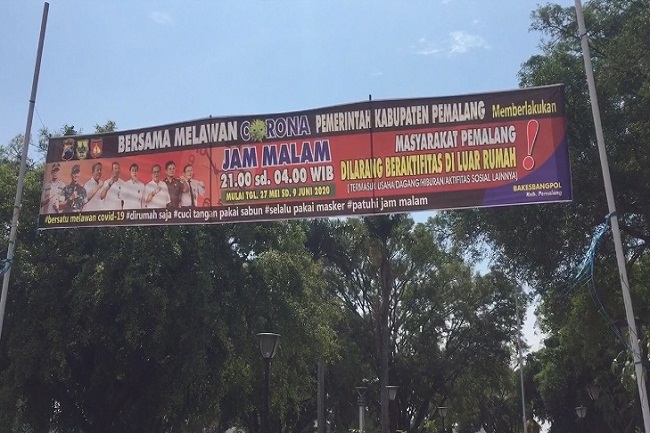 BERSAMA MELAWAN CORONA PEMERINTAH KABUPATEN PEMALANG Memberlakukan
JAM MALAM
21.00 sd. 04.00 WIB
MULAI TGL. 27 MEI SD. 9 JUNI 2020
MASYARAKAT PEMALANG
DILARANG BERAKTIFITAS DI LUAR RUMAH !
( TERMASUK USAHA DAGANG HIBURAN/AKTIFITAS SOSIAL LAINNYA)
BAKESBANGPOL
Kab. Pemalang
#bersatu melawan covid-19 #dirumah saja #cuci tangan pakai sabun #selalu pakai masker #patuhi jam malam